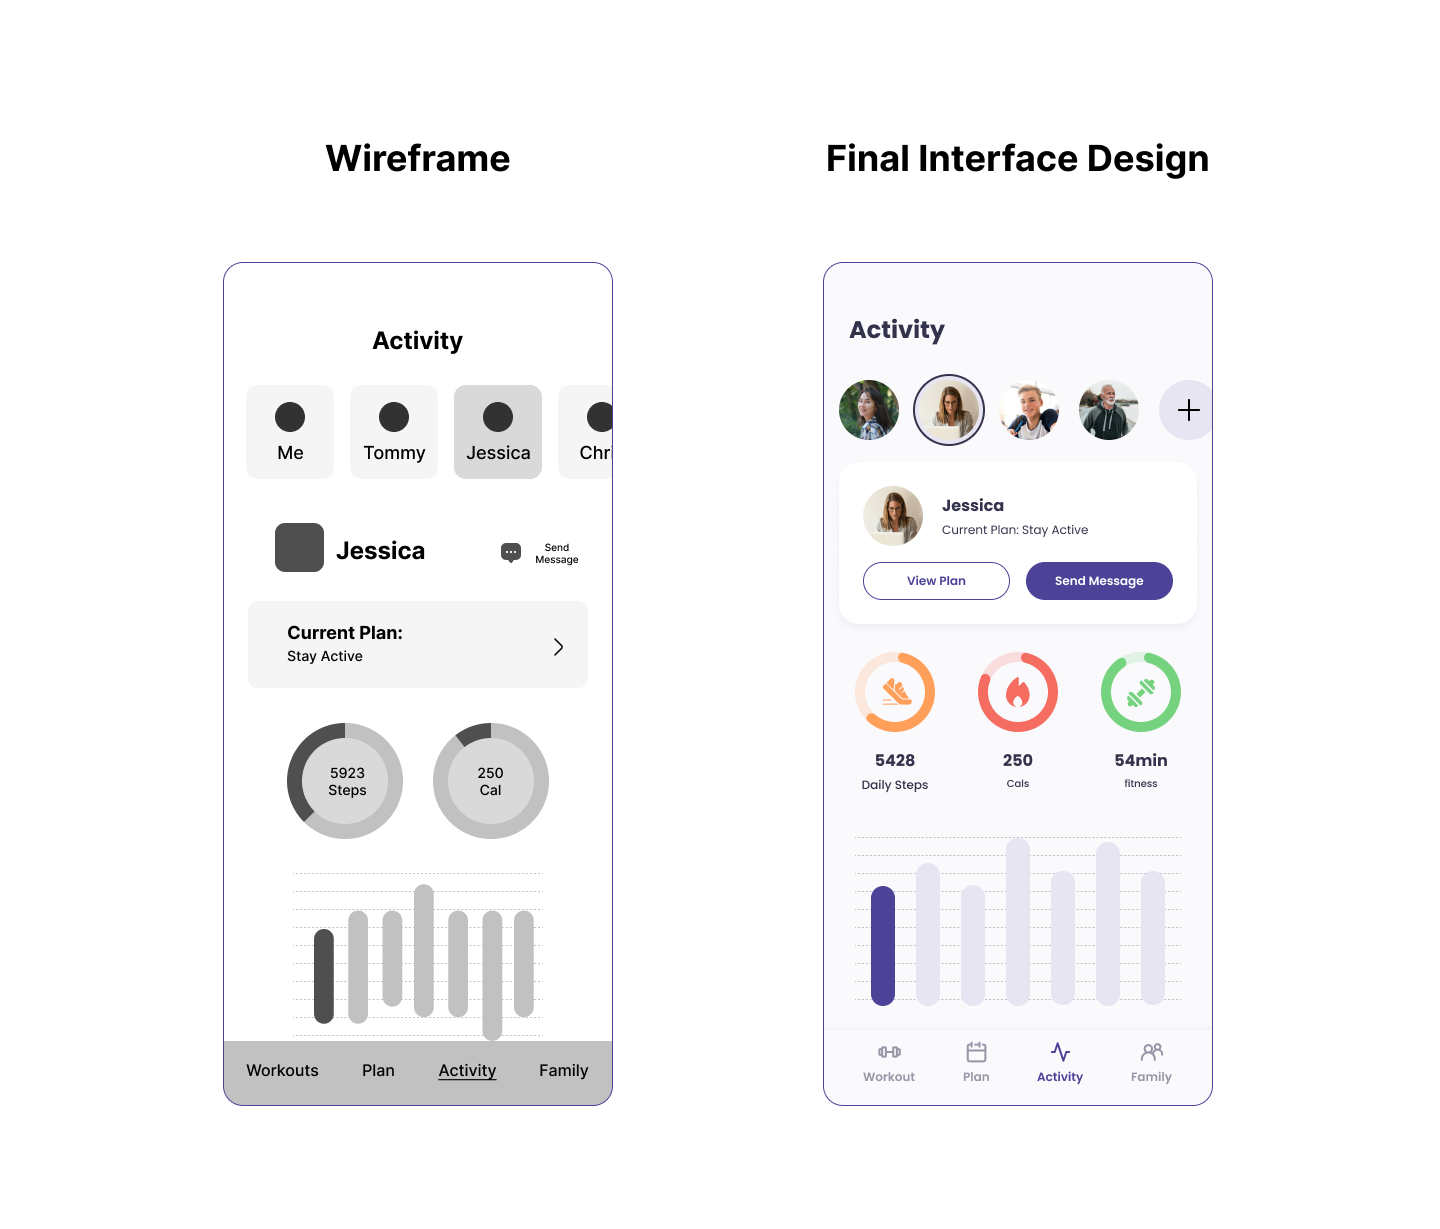 Wireframe
Final Interface Design
Activity
Me
Tommy
Jessica
Chri
Jessica
Send
Message
Current Plan:
Stay Active
5923
Steps
250
Cal
Workouts
Plan
Activity
Family
Activity
Jessica
Current Plan: Stay Active
View Plan
Send Message
5428
Daily Steps
250
Cals
54min
fitness
Workout
Plan
Activity
Family